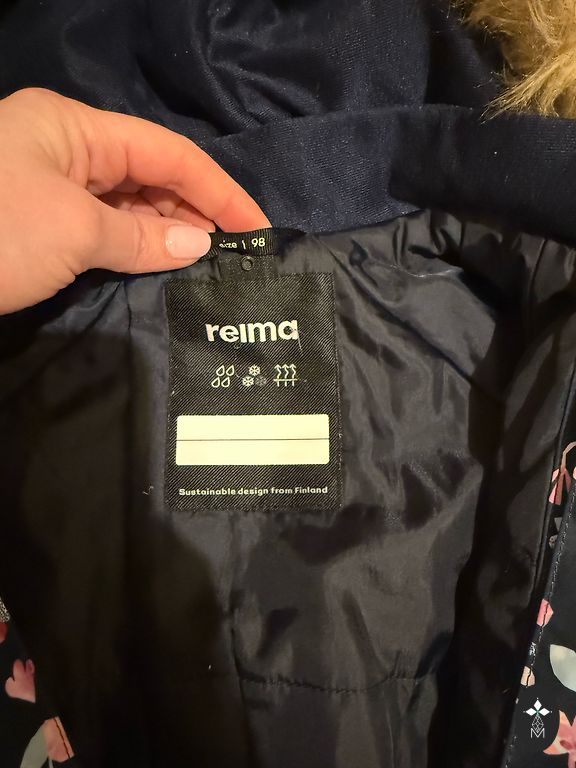 size | 98
reima
Sustainable design from Finland